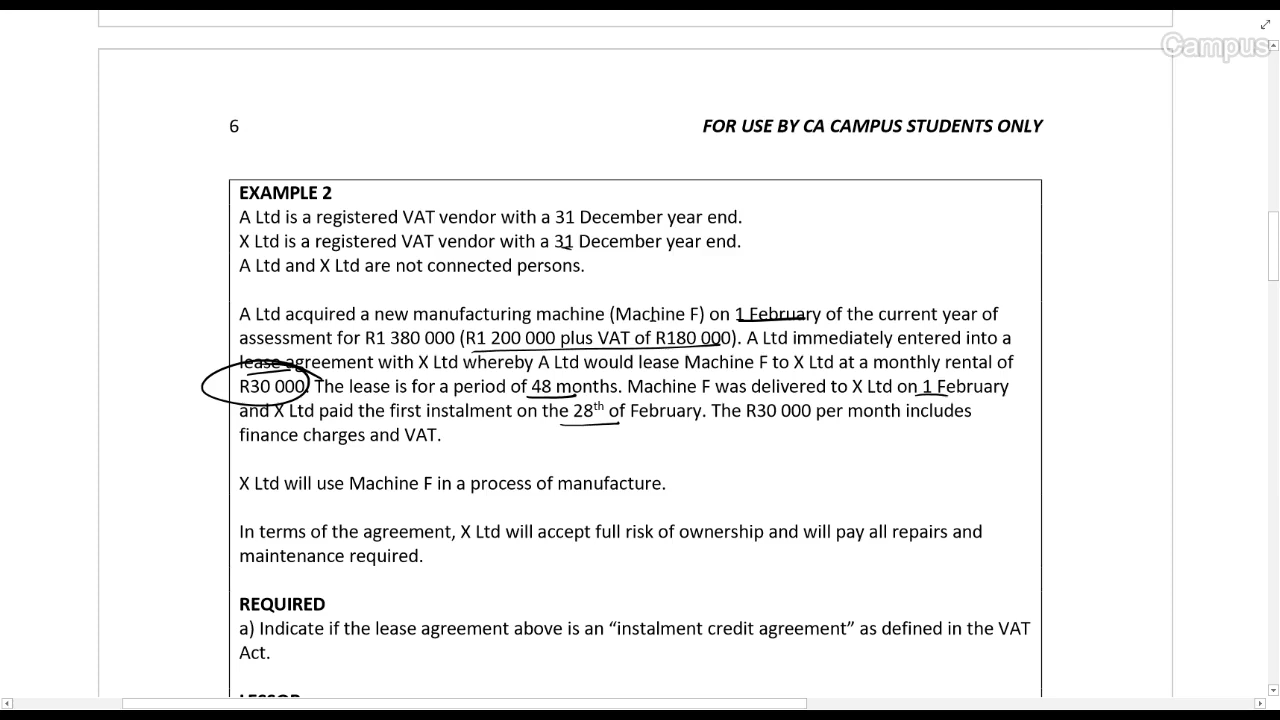 Campus
6 FOR USE BY CA CAMPUS STUDENTS ONLY
EXAMPLE 2
A Ltd is a registered VAT vendor with a 31 December year end.
X Ltd is a registered VAT vendor with a 31 December year end.
A Ltd and X Ltd are not connected persons.
A Ltd acquired a new manufacturing machine (Machine F) on 1 February of the current year of
assessment for R1 380 000 (R1 200 000 plus VAT of R180 000). A Ltd immediately entered into a
lease agreement with X Ltd whereby A Ltd would lease Machine F to X Ltd at a monthly rental of
R30 000. The lease is for a period of 48 months. Machine F was delivered to X Ltd on 1 February
and X Ltd paid the first instalment on the 28th of February. The R30 000 per month includes
finance charges and VAT.
X Ltd will use Machine F in a process of manufacture.
In terms of the agreement, X Ltd will accept full risk of ownership and will pay all repairs and
maintenance required.
REQUIRED
a) Indicate if the lease agreement above is an “instalment credit agreement” as defined in the VAT
Act.
LESSOR